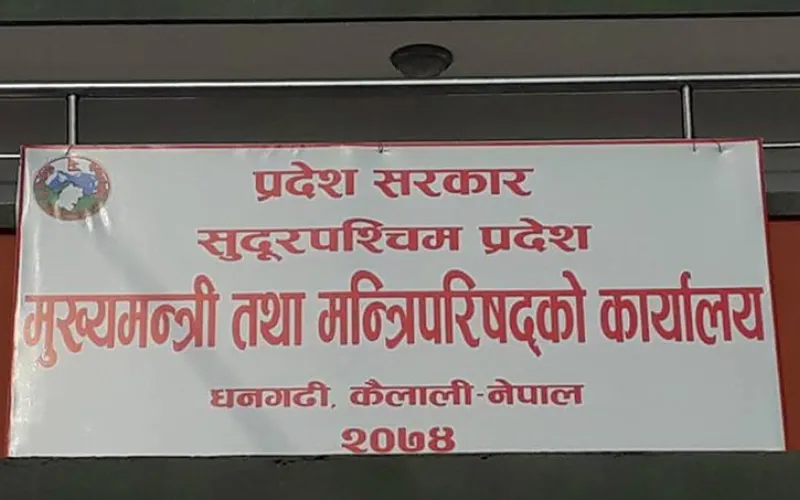 प्रदेश सरकार
सुदूरपश्चिम प्रदेश
मुख्यमन्त्री तथा मन्त्रिपरिषद्को कार्यालय
धनगढी, कैलाली-नेपाल
२०७४